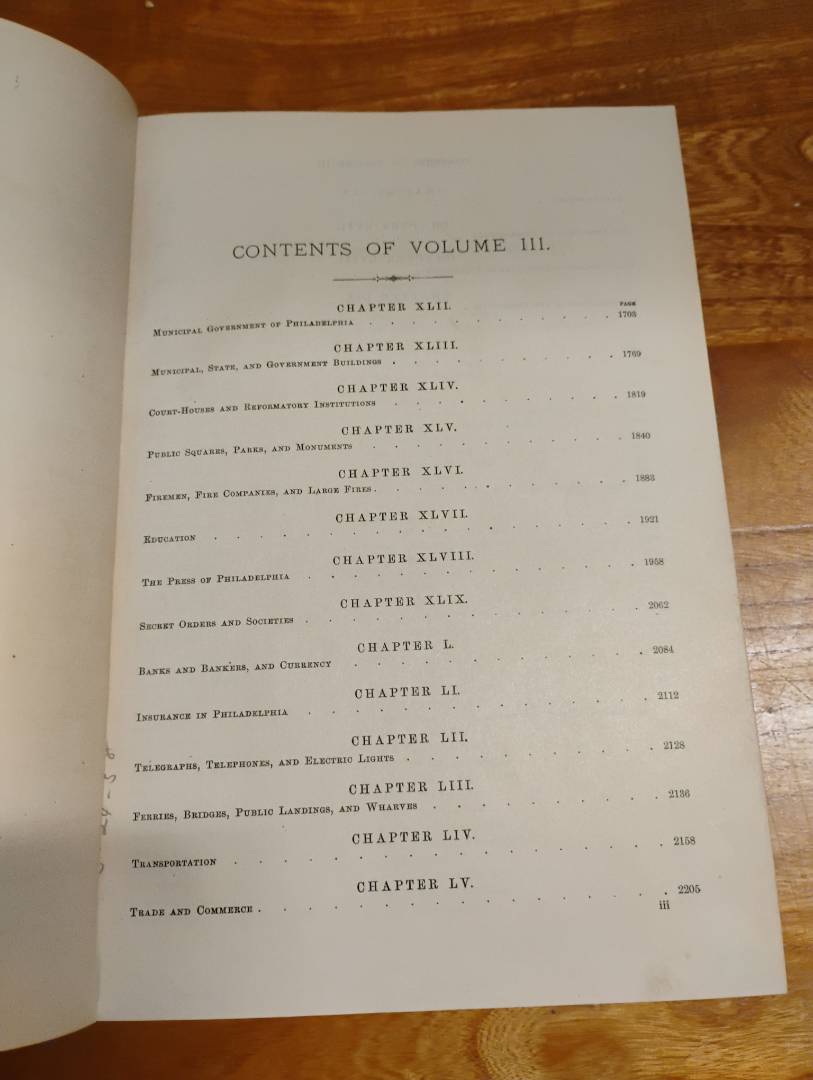 CONTENTS OF VOLUME III.
CHAPTER XLII.
PAGE
MUNICIPAL GOVERNMENT OF PHILADELPHIA . . . . . . . . . . 1703
CHAPTER XLIII.
MUNICIPAL, STATE, AND GOVERNMENT BUILDINGS . . . . . . . . . 1769
CHAPTER XLIV.
COURT-HOUSES AND REFORMATORY INSTITUTIONS . . . . . . . . . 1819
CHAPTER XLV.
PUBLIC SQUARES, PARKS, AND MONUMENTS . . . . . . . . . . 1840
CHAPTER XLVI.
FIREMEN, FIRE COMPANIES, AND LARGE FIRES . . . . . . . . . . 1883
CHAPTER XLVII.
EDUCATION . . . . . . . . . . . . . . . . 1921
CHAPTER XLVIII.
THE PRESS OF PHILADELPHIA . . . . . . . . . . . . 1958
CHAPTER XLIX.
SECRET ORDERS AND SOCIETIES . . . . . . . . . . . . 2062
CHAPTER L.
BANKS AND BANKERS, AND CURRENCY . . . . . . . . . . 2084
CHAPTER LI.
INSURANCE IN PHILADELPHIA . . . . . . . . . . . . 2112
CHAPTER LII.
TELEGRAPHS, TELEPHONES, AND ELECTRIC LIGHTS . . . . . . . . . 2128
CHAPTER LIII.
FERRIES, BRIDGES, PUBLIC LANDINGS, AND WHARVES . . . . . . . . . 2136
CHAPTER LIV.
TRANSPORTATION . . . . . . . . . . . . . . . 2158
CHAPTER LV.
TRADE AND COMMERCE . . . . . . . . . . . . . . 2205
iii